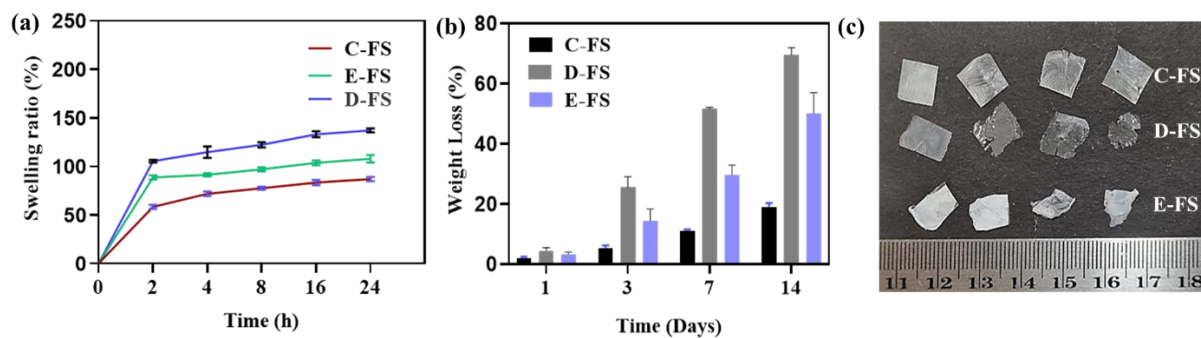 (a)
250
200
150
100
50
0
Swelling ratio (%)
C-FS
E-FS
D-FS
0 2 4 8 16 24
Time (h)
(b)
80
60
40
20
0
Weight Loss (%)
C-FS
D-FS
E-FS
1 3 7 14
Time (Days)
(c)
C-FS
D-FS
E-FS
11 12 13 14 15 16 17 18